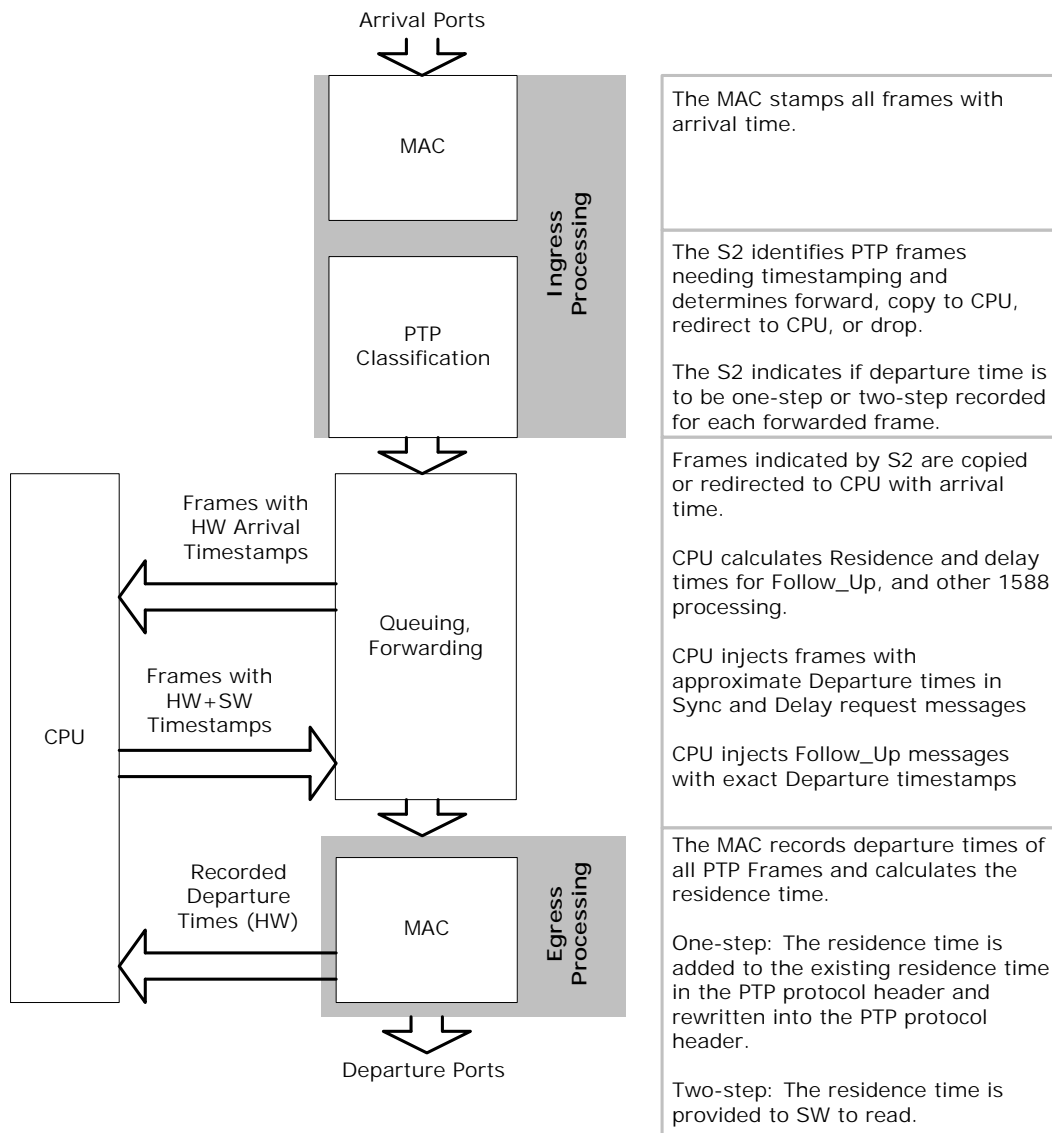 Arrival Ports
MAC
Ingress
Processing
PTP
Classification
The MAC stamps all frames with
arrival time.
The S2 identifies PTP frames
needing timestamping and
determines forward, copy to CPU,
redirect to CPU, or drop.
The S2 indicates if departure time is
to be one-step or two-step recorded
for each forwarded frame.
CPU
Frames with
HW Arrival
Timestamps
Frames with
HW+SW
Timestamps
Queuing,
Forwarding
Frames indicated by S2 are copied
or redirected to CPU with arrival
time.
CPU calculates Residence and delay
times for Follow_Up, and other 1588
processing.
CPU injects frames with
approximate Departure times in
Sync and Delay request messages
CPU injects Follow_Up messages
with exact Departure timestamps
Recorded
Departure
Times (HW)
MAC
Egress
Processing
Departure Ports
The MAC records departure times of
all PTP Frames and calculates the
residence time.
One-step: The residence time is
added to the existing residence time
in the PTP protocol header and
rewritten into the PTP protocol
header.
Two-step: The residence time is
provided to SW to read.